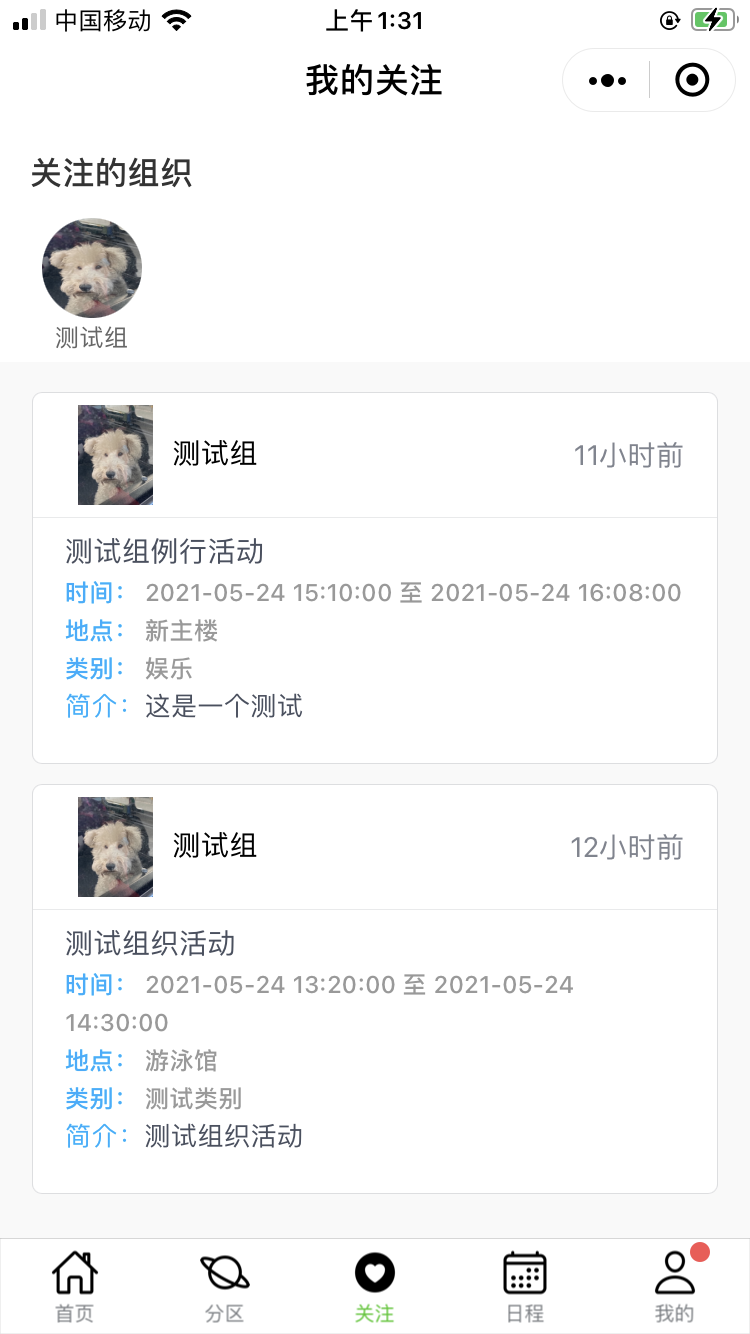 中国移动
上午1:31
我的关注
关注的组织
测试组
测试组
11小时前
测试组例行活动
时间： 2021-05-24 15:10:00 至 2021-05-24 16:08:00
地点： 新主楼
类别： 娱乐
简介： 这是一个测试
测试组
12小时前
测试组织活动
时间： 2021-05-24 13:20:00 至 2021-05-24
14:30:00
地点： 游泳馆
类别： 测试类别
简介： 测试组织活动
首页
分区
关注
日程
我的